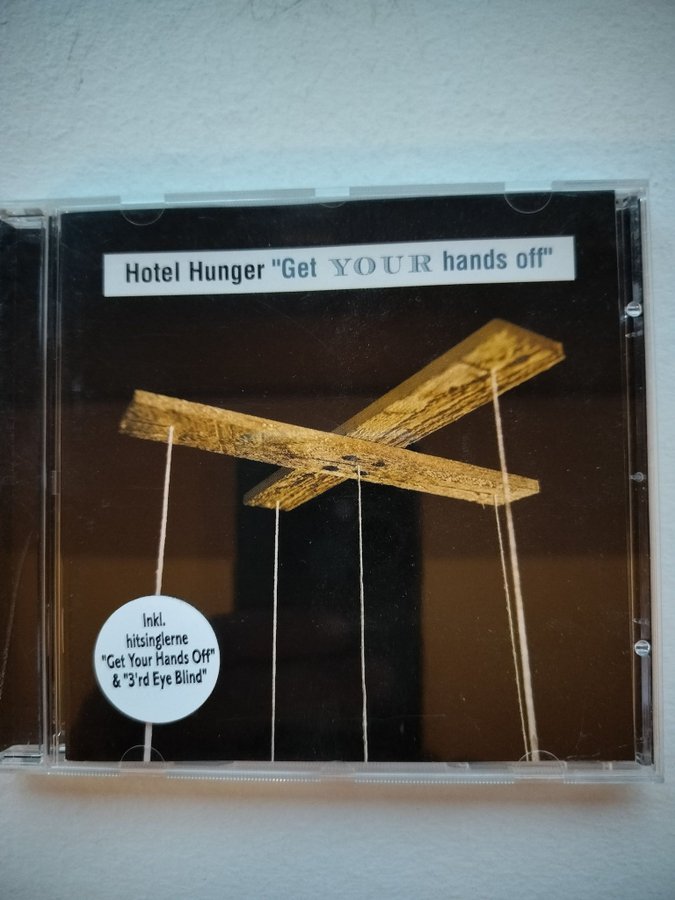 Hotel Hunger "Get YOUR hands off"
Inkl.
hitsinglerne
"Get Your Hands Off"
& "3'rd Eye Blind"